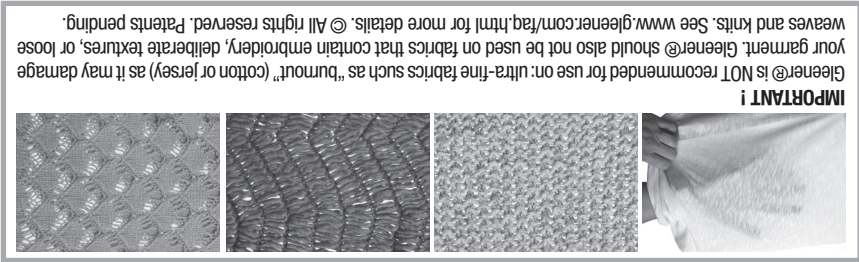 IMPORTANT !
Gleener® is NOT recommended for use on: ultra-fine fabrics such as “burnout” (cotton or jersey) as it may damage
your garment. Gleener® should also not be used on fabrics that contain embroidery, deliberate textures, or loose
weaves and knits. See www.gleener.com/faq.html for more details. © All rights reserved. Patents pending.